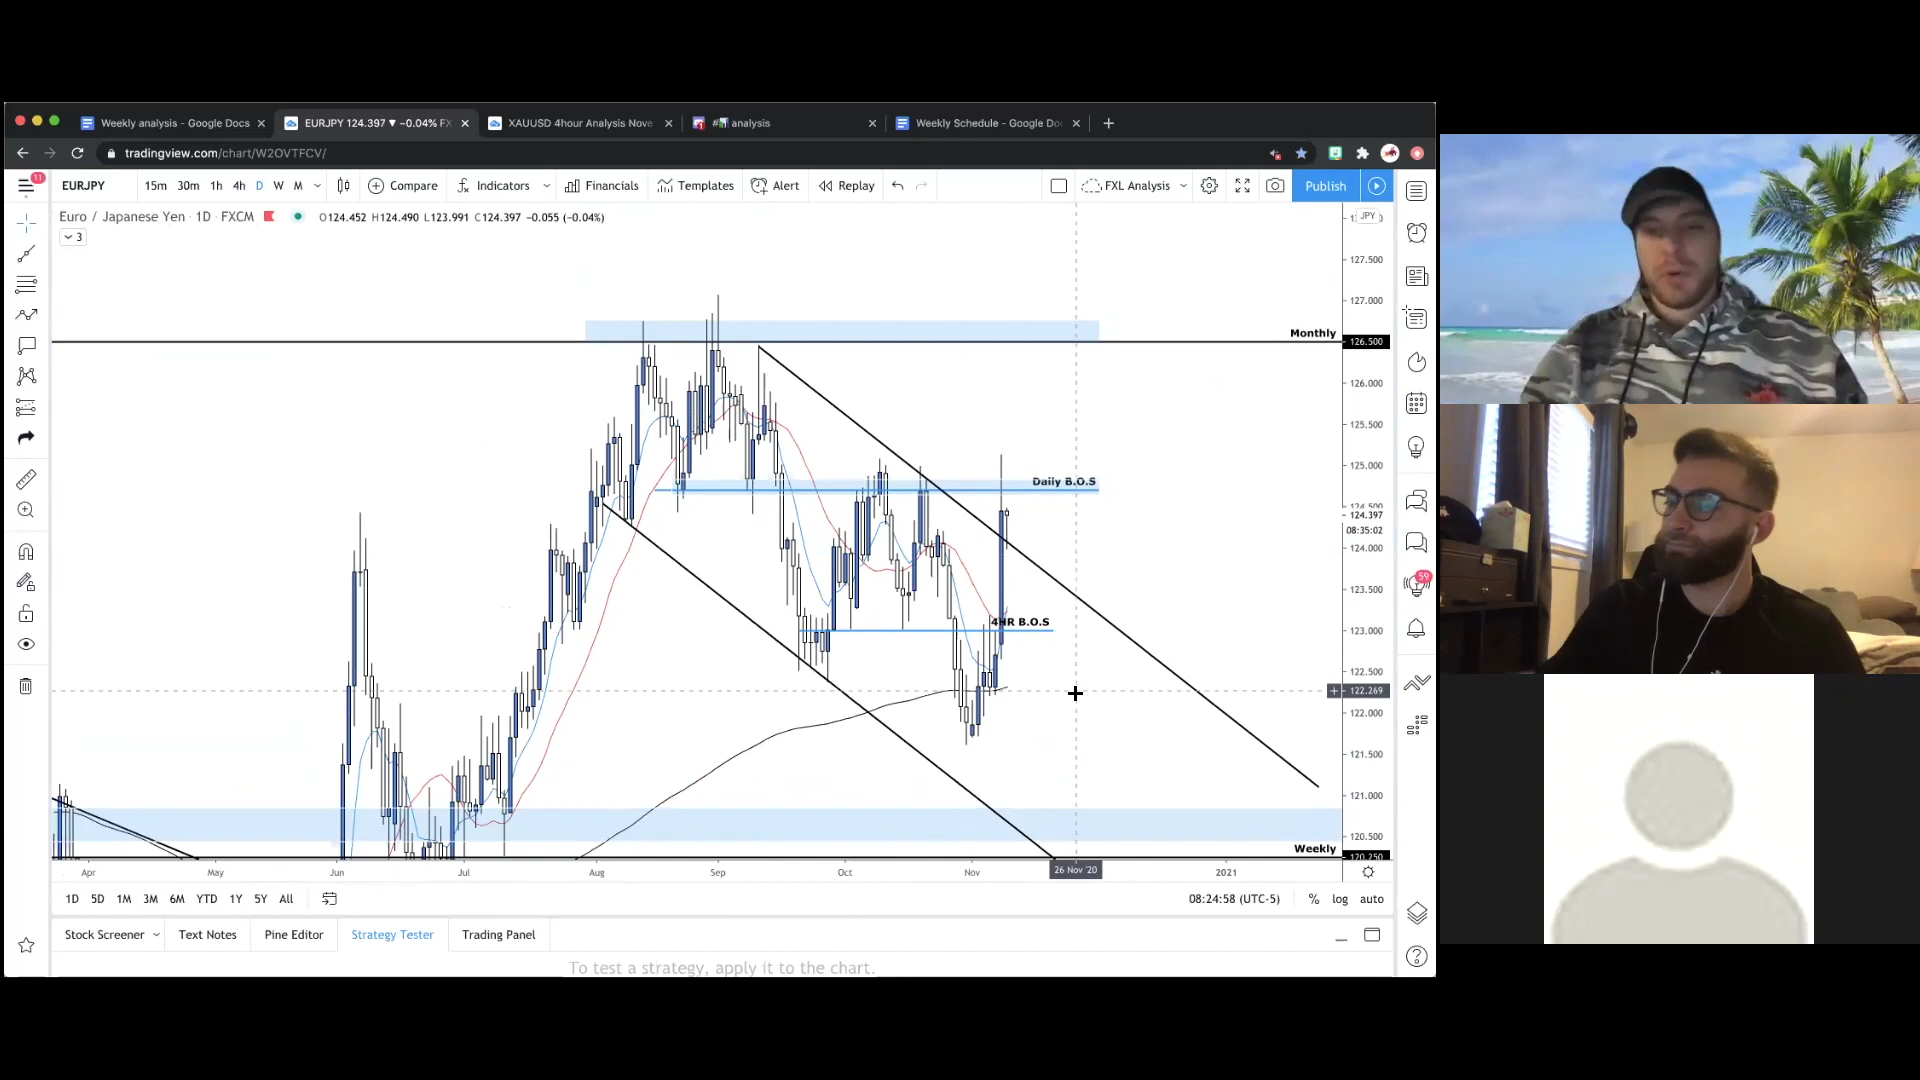 Weekly analysis - Google Docs
EURJPY 124.397 ▼ −0.04% FX
XAUUSD 4hour Analysis Nove
analysis
Weekly Schedule - Google Do
tradingview.com/chart/W2OVTFCV/
11
EURJPY
15m 30m 1h 4h D W M
Compare
Indicators
Financials
Templates
Alert
Replay
FXL Analysis
Publish
Euro / Japanese Yen · 1D · FXCM
O124.452 H124.490 L123.991 C124.397 −0.055 (−0.04%)
JPY
3
127.500
127.000
Monthly
126.500
126.000
125.500
125.000
Daily B.O.S
124.500
124.397
08:35:02
124.000
123.500
59
4HR B.O.S
123.000
122.500
122.269
122.000
121.500
121.000
120.500
Weekly
120.250
Apr May Jun Jul Aug Sep Oct Nov 26 Nov '20 2021
1D 5D 1M 3M 6M YTD 1Y 5Y All
08:24:58 (UTC-5) % log auto
Stock Screener Text Notes Pine Editor Strategy Tester Trading Panel
To test a strategy, apply it to the chart.